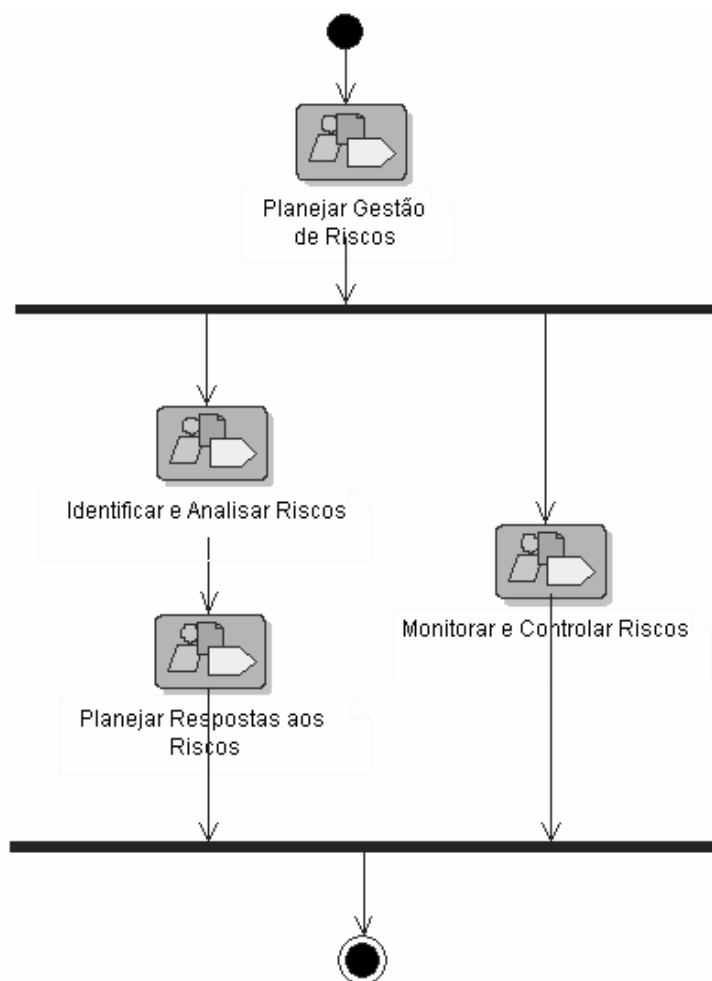 Planejar Gestão
de Riscos
Identificar e Analisar Riscos
Monitorar e Controlar Riscos
Planejar Respostas aos
Riscos